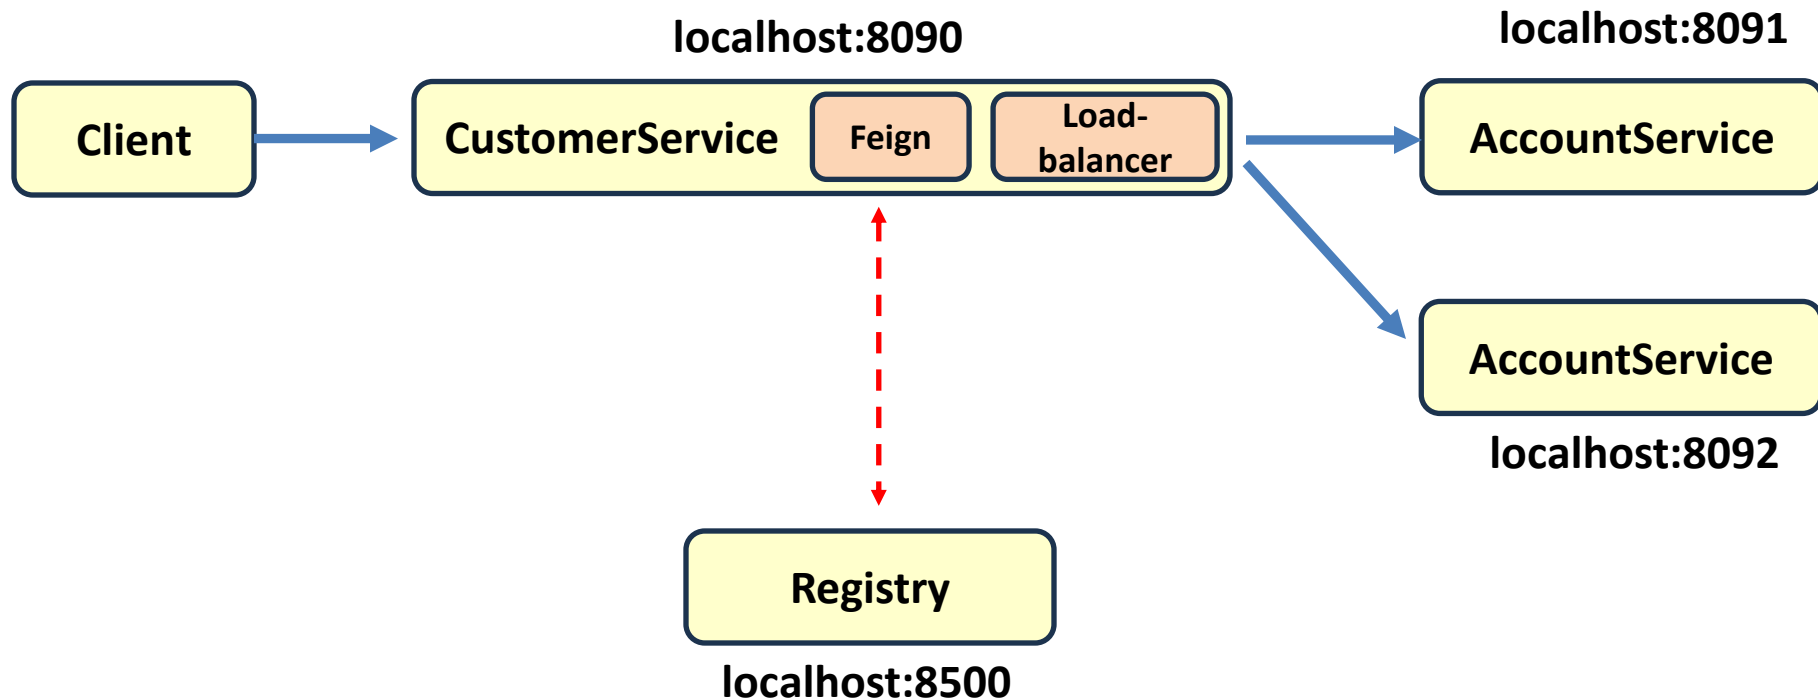 localhost:8090
localhost:8091
Client
CustomerService
Feign
Load-
balancer
AccountService
AccountService
localhost:8092
Registry
localhost:8500